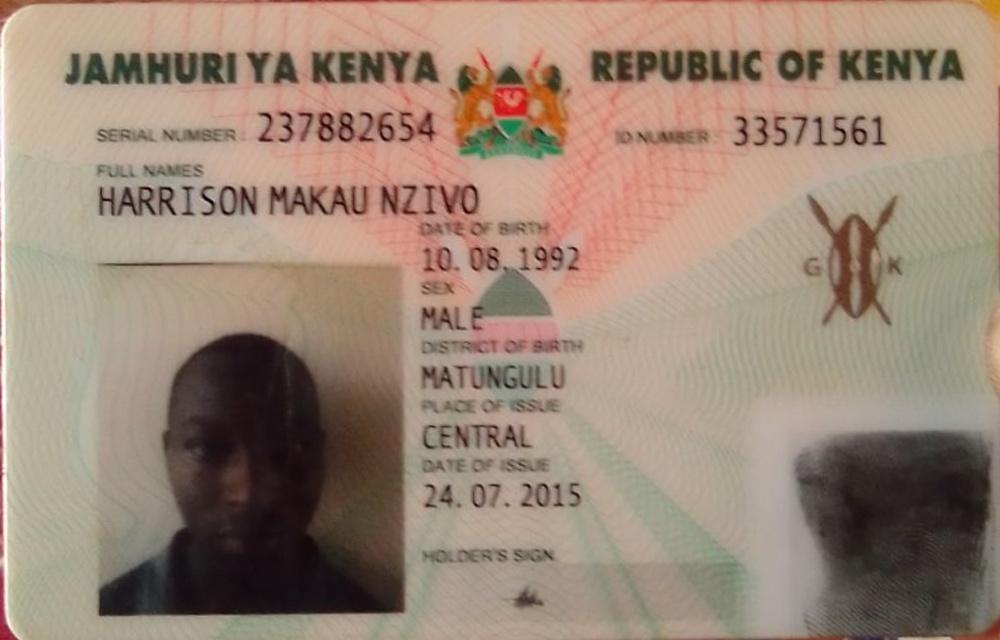 JAMHURI YA KENYA REPUBLIC OF KENYA
SERIAL NUMBER: 237882654 ID NUMBER: 33571561
FULL NAMES
HARRISON MAKAU NZIVO
DATE OF BIRTH
10.08.1992
SEX
MALE
DISTRICT OF BIRTH
MATUNGULU
PLACE OF ISSUE
CENTRAL
DATE OF ISSUE
24.07.2015
HOLDER'S SIGN.
G K